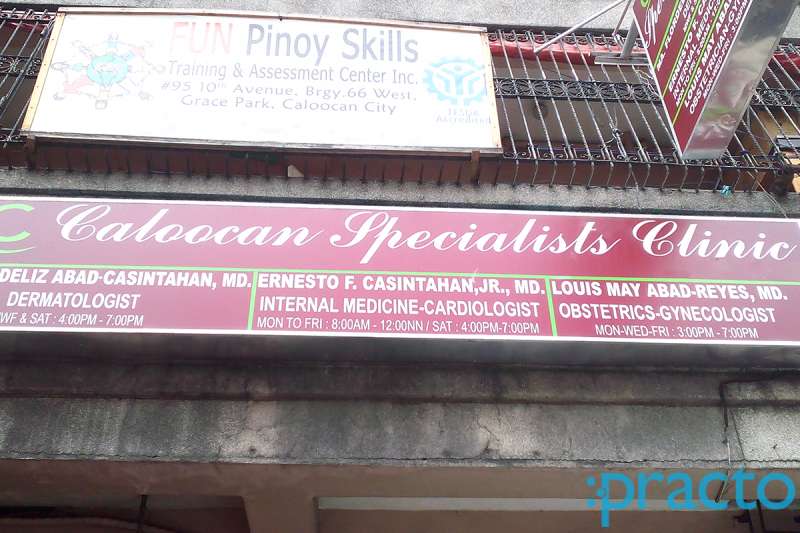 FUN Pinoy Skills
Training & Assessment Center Inc.
#95 10th Avenue, Brgy.66 West,
Grace Park, Caloocan City
TESDA
Accredited
Caloocan Specialists Clinic
DELIZ ABAD-CASINTAHAN, MD.
DERMATOLOGIST
WF & SAT : 4:00PM - 7:00PM
ERNESTO F. CASINTAHAN,JR., MD.
INTERNAL MEDICINE-CARDIOLOGIST
MON TO FRI : 8:00AM - 12:00NN / SAT : 4:00PM-7:00PM
LOUIS MAY ABAD-REYES, MD.
OBSTETRICS-GYNECOLOGIST
MON-WED-FRI : 3:00PM - 7:00PM
:practo